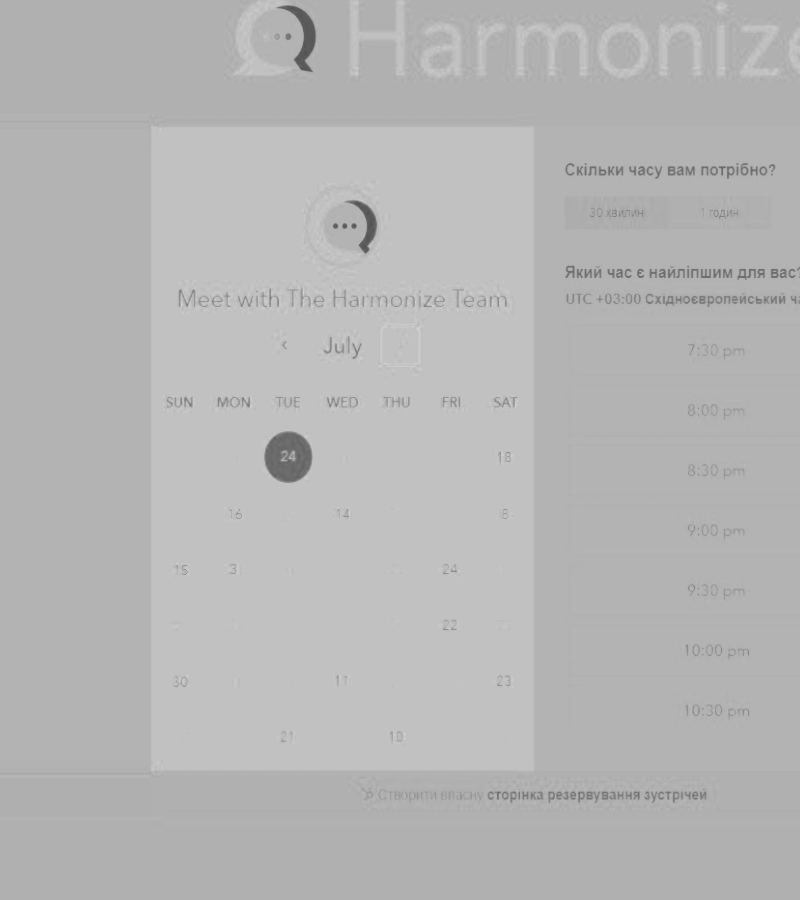 Harmonize
Meet with The Harmonize Team
‹ July
SUN MON TUE WED THU FRI SAT
24 18
16 14 8
15 3 24
22
30 11 23
21 18
Скільки часу вам потрібно?
30 хвилин 1 годин
Який час є найліпшим для вас?
UTC +03:00 Східноєвропейський
7:30 pm
8:00 pm
8:30 pm
9:00 pm
9:30 pm
10:00 pm
10:30 pm
Створити власну сторінка резервування зустрічей